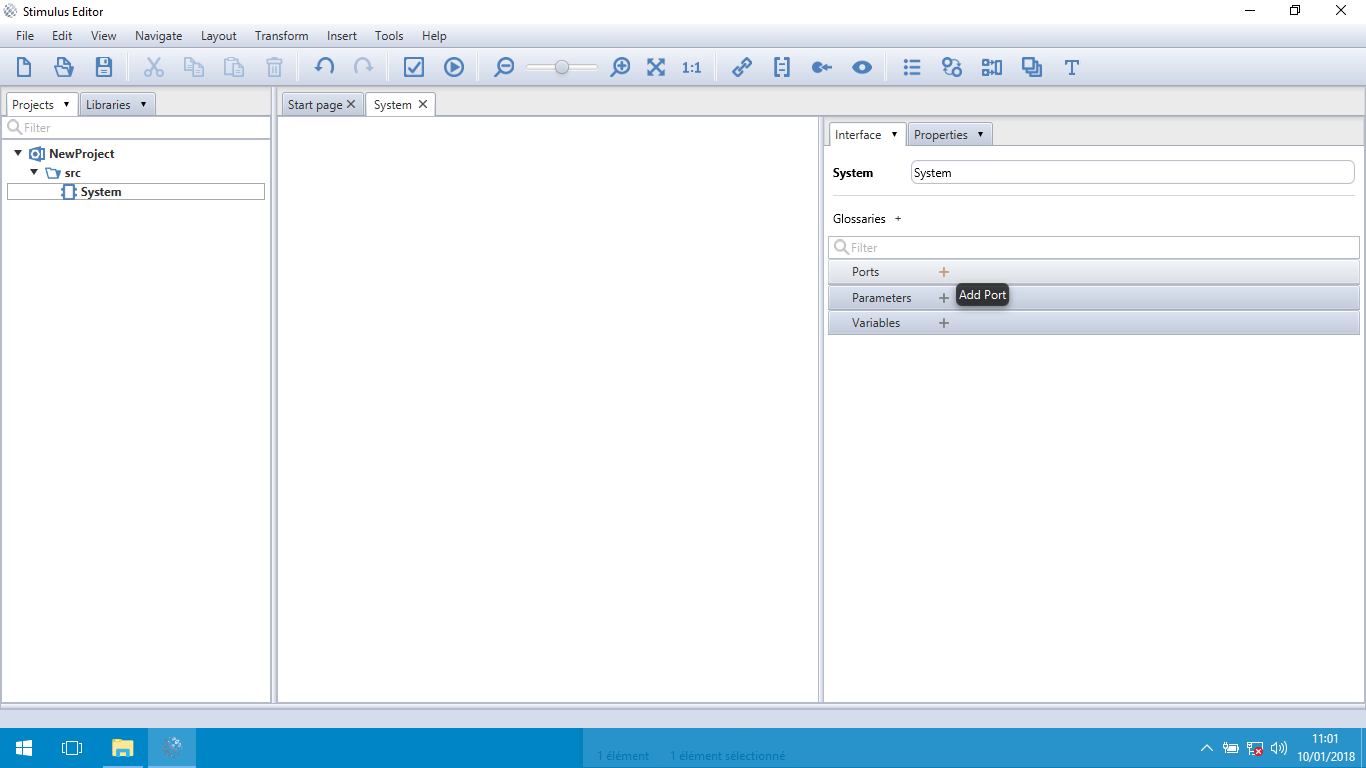 Stimulus Editor
File Edit View Navigate Layout Transform Insert Tools Help
1:1 T
Projects Libraries Start page System
Filter
Interface Properties
NewProject
src
System
System System
Glossaries +
Filter
Ports +
Add Port
Parameters +
Variables +
1 élément 1 élément sélectionné
11:01
10/01/2018